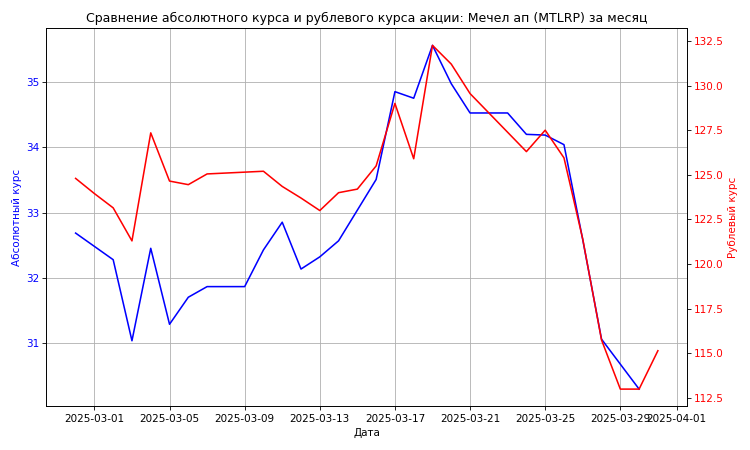 Сравнение абсолютного курса и рублевого курса акции: Мечел ап (MTLRP) за месяц
Абсолютный курс
35
34
33
32
31
132.5
130.0
127.5
125.0
122.5
120.0
117.5
115.0
112.5
Рублевый курс
2025-03-01 2025-03-05 2025-03-09 2025-03-13 2025-03-17 2025-03-21 2025-03-25 2025-03-29 2025-04-01
Дата